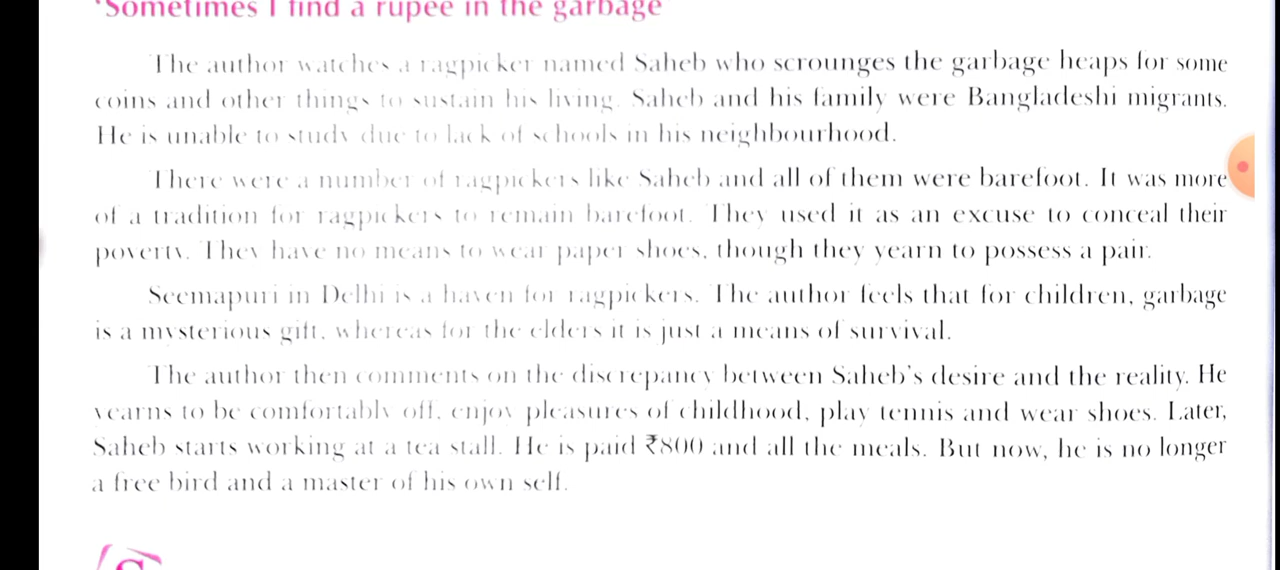 'Sometimes I find a rupee in the garbage
The author watches a ragpicker named Saheb who scrounges the garbage heaps for some
coins and other things to sustain his living. Saheb and his family were Bangladeshi migrants.
He is unable to study due to lack of schools in his neighbourhood.
There were a number of ragpickers like Saheb and all of them were barefoot. It was more
of a tradition for ragpickers to remain barefoot. They used it as an excuse to conceal their
poverty. They have no means to wear paper shoes, though they yearn to possess a pair.
Seemapuri in Delhi is a haven for ragpickers. The author feels that for children, garbage
is a mysterious gift, whereas for the elders it is just a means of survival.
The author then comments on the discrepancy between Saheb's desire and the reality. He
yearns to be comfortably off, enjoy pleasures of childhood, play tennis and wear shoes. Later,
Saheb starts working at a tea stall. He is paid ₹800 and all the meals. But now, he is no longer
a free bird and a master of his own self.